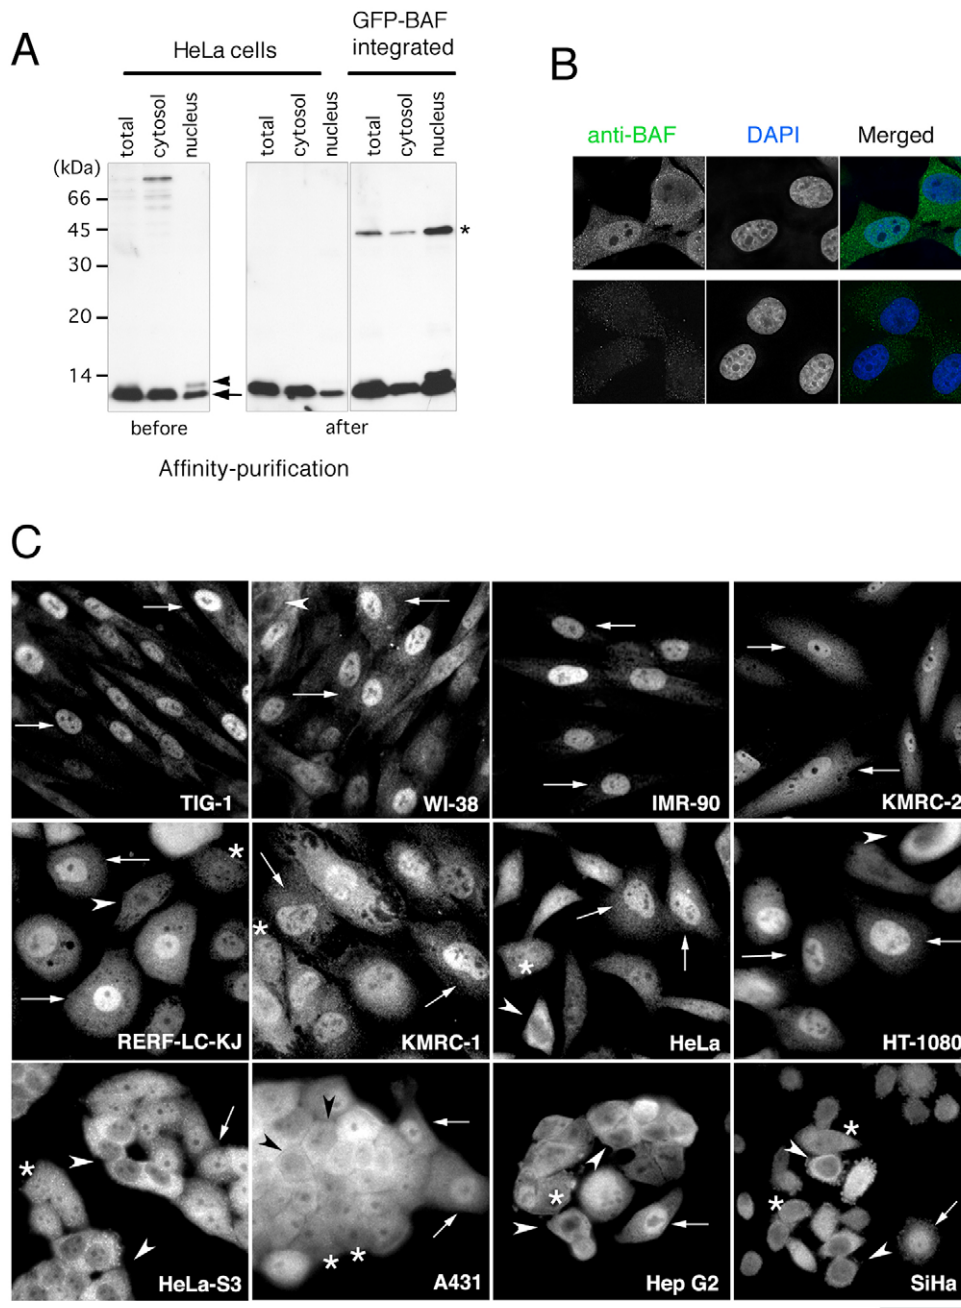 A
HeLa cells
GFP-BAF
integrated
total
cytosol
nucleus
total
cytosol
nucleus
total
cytosol
nucleus
(kDa)
66
45
30
20
14
*
before
after
Affinity-purification
B
anti-BAF
DAPI
Merged
C
TIG-1
WI-38
IMR-90
KMRC-2
*
*
*
RERF-LC-KJ
KMRC-1
HeLa
HT-1080
*
* *
*
*
*
HeLa-S3
A431
Hep G2
SiHa